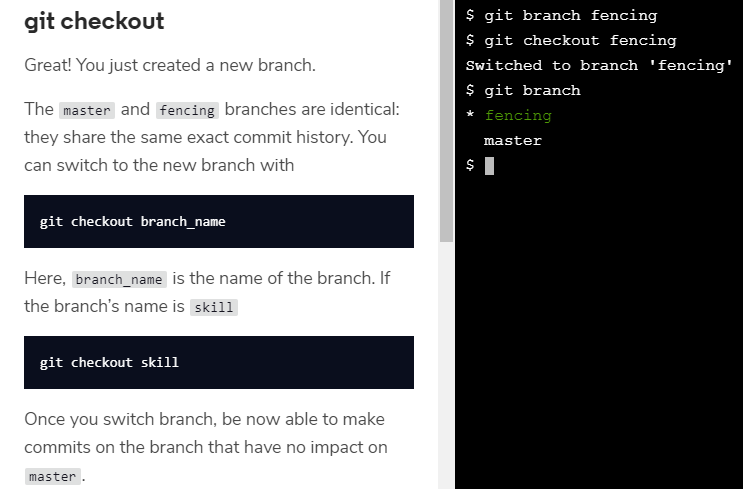 git checkout
Great! You just created a new branch.
The master and fencing branches are identical:
they share the same exact commit history. You
can switch to the new branch with
git checkout branch_name
Here, branch_name is the name of the branch. If
the branch’s name is skill
git checkout skill
Once you switch branch, be now able to make
commits on the branch that have no impact on
master.
$ git branch fencing
$ git checkout fencing
Switched to branch 'fencing'
$ git branch
* fencing
master
$